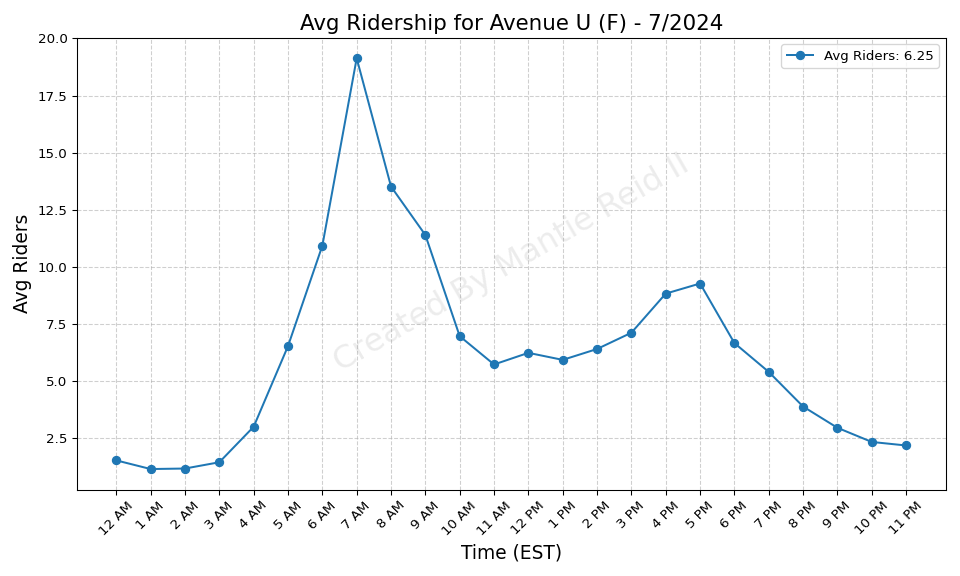 Avg Ridership for Avenue U (F) - 7/2024
Avg Riders: 6.25
20.0
17.5
15.0
12.5
10.0
7.5
5.0
2.5
Avg Riders
Created By Mantle Reid II
12 AM
1 AM
2 AM
3 AM
4 AM
5 AM
6 AM
7 AM
8 AM
9 AM
10 AM
11 AM
12 PM
1 PM
2 PM
3 PM
4 PM
5 PM
6 PM
7 PM
8 PM
9 PM
10 PM
11 PM
Time (EST)